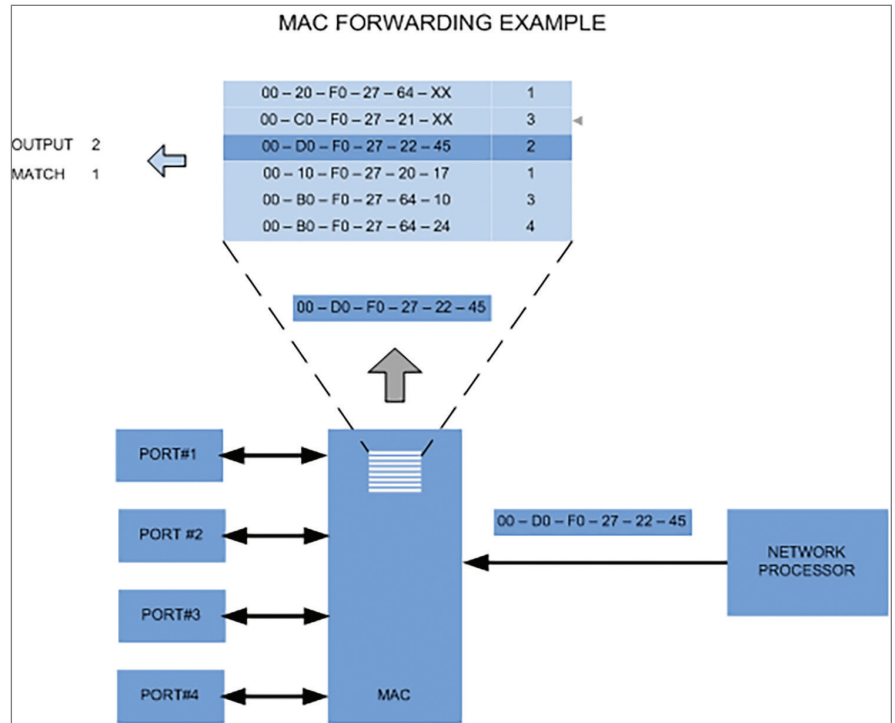 MAC FORWARDING EXAMPLE
00 – 20 – F0 – 27 – 64 – XX 1
00 – C0 – F0 – 27 – 21 – XX 3
OUTPUT 2
00 – D0 – F0 – 27 – 22 – 45 2
MATCH 1
00 – 10 – F0 – 27 – 20 – 17 1
00 – B0 – F0 – 27 – 64 – 10 3
00 – B0 – F0 – 27 – 64 – 24 4
00 – D0 – F0 – 27 – 22 – 45
PORT#1
00 – D0 – F0 – 27 – 22 – 45
PORT #2
NETWORK
PROCESSOR
PORT#3
PORT#4
MAC